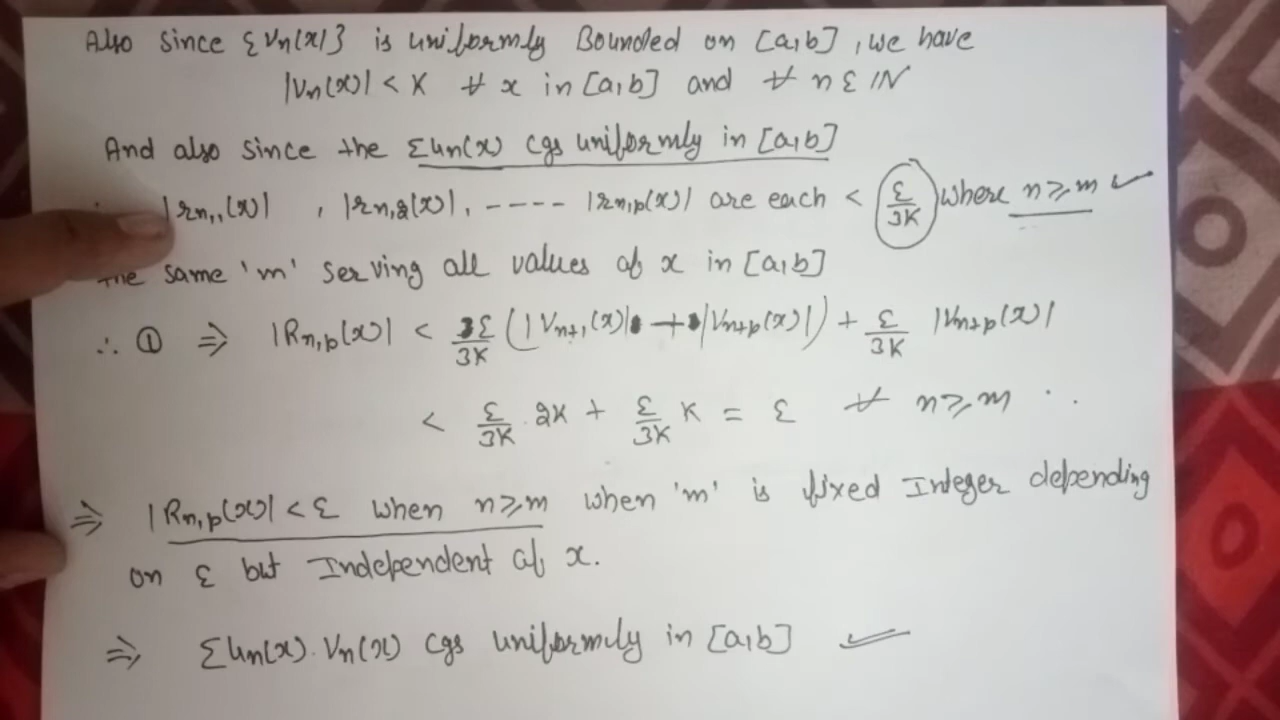 Also since {Vn(x)} is uniformly Bounded on [a,b], we have
|Vn(x)| < K ∀ x in [a,b] and ∀ n ε IN
And also since the Σun(x) cgs uniformly in [a,b]
|rn,1(x)|, |rn,2(x)|, ---- |rn,p(x)| are each < ε/3K where n≥m ✓
the same 'm' serving all values of x in [a,b]
∴ ① ⇒ |Rn,p(x)| < ε/3K (|Vn+1(x)| + |Vn+p(x)|) + ε/3K |Vn+p(x)|
< ε/3K . 2K + ε/3K K = ε ∀ n≥m ..
⇒ |Rn,p(x)| < ε when n≥m when 'm' is fixed Integer depending
on ε but Independent of x.
⇒ Σun(x).Vn(x) cgs uniformly in [a,b]